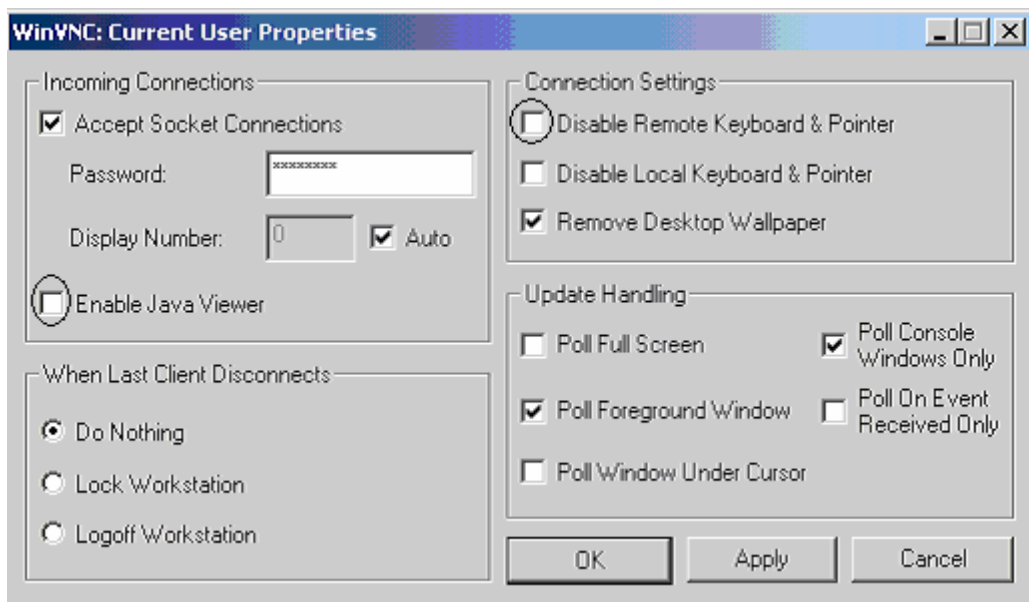 WinVNC: Current User Properties
Incoming Connections
Accept Socket Connections
Password:
xxxxxxxx
Display Number:
0
Auto
Enable Java Viewer
When Last Client Disconnects
Do Nothing
Lock Workstation
Logoff Workstation
Connection Settings
Disable Remote Keyboard & Pointer
Disable Local Keyboard & Pointer
Remove Desktop Wallpaper
Update Handling
Poll Full Screen
Poll Console
Windows Only
Poll Foreground Window
Poll On Event
Received Only
Poll Window Under Cursor
OK
Apply
Cancel